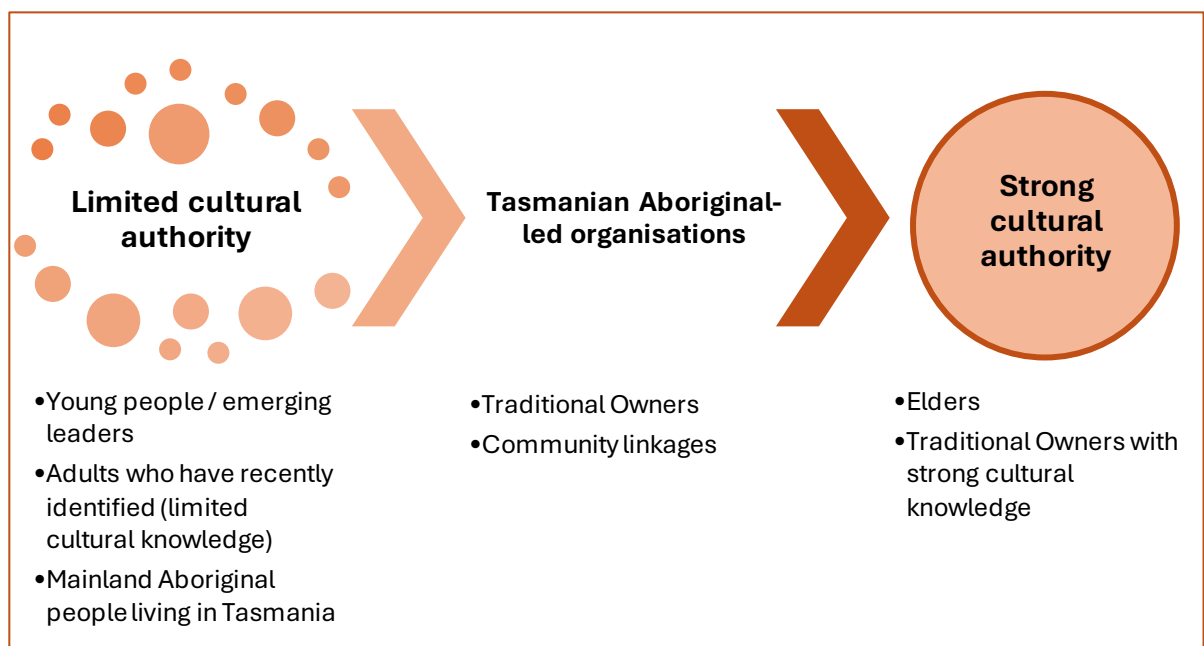 Limited cultural
authority
•Young people / emerging
leaders
•Adults who have recently
identified (limited
cultural knowledge)
•Mainland Aboriginal
people living in Tasmania
Tasmanian Aboriginal-
led organisations
•Traditional Owners
•Community linkages
Strong
cultural
authority
•Elders
•Traditional Owners with
strong cultural
knowledge